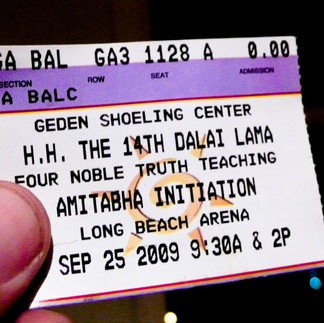 GA BAL GA3 1128 A 0.00
SECTION ROW SEAT ADMISSION
A BALC
GEDEN SHOELING CENTER
H.H. THE 14TH DALAI LAMA
FOUR NOBLE TRUTH TEACHING
AMITABHA INITIATION
LONG BEACH ARENA
SEP 25 2009 9:30A & 2P